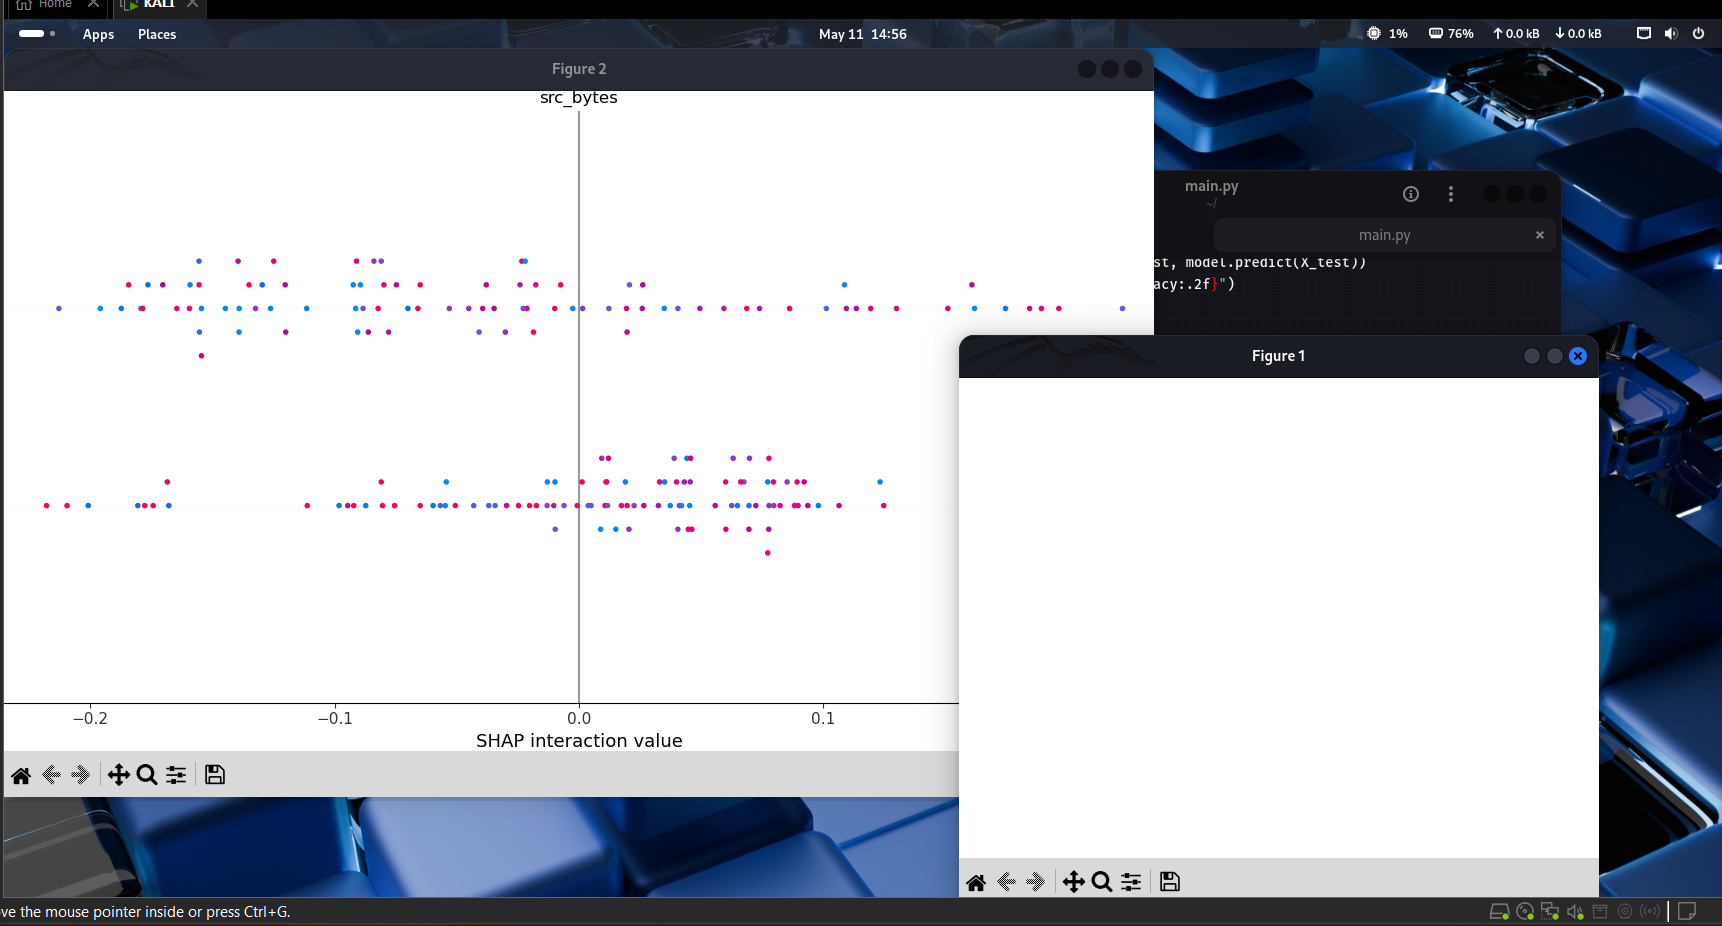 Home
KALI
Apps Places May 11 14:56 1% 76% 0.0 kB 0.0 kB
Figure 2
src_bytes
main.py
~/
main.py
st, model.predict(X_test))
acy:.2f}")
Figure 1
−0.2 −0.1 0.0 0.1
SHAP interaction value
ve the mouse pointer inside or press Ctrl+G.